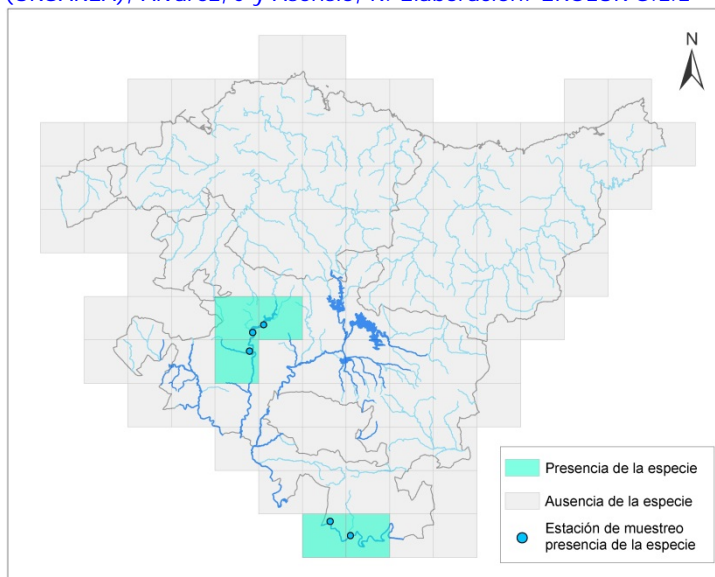 N
Presencia de la especie
Ausencia de la especie
Estación de muestreo
presencia de la especie